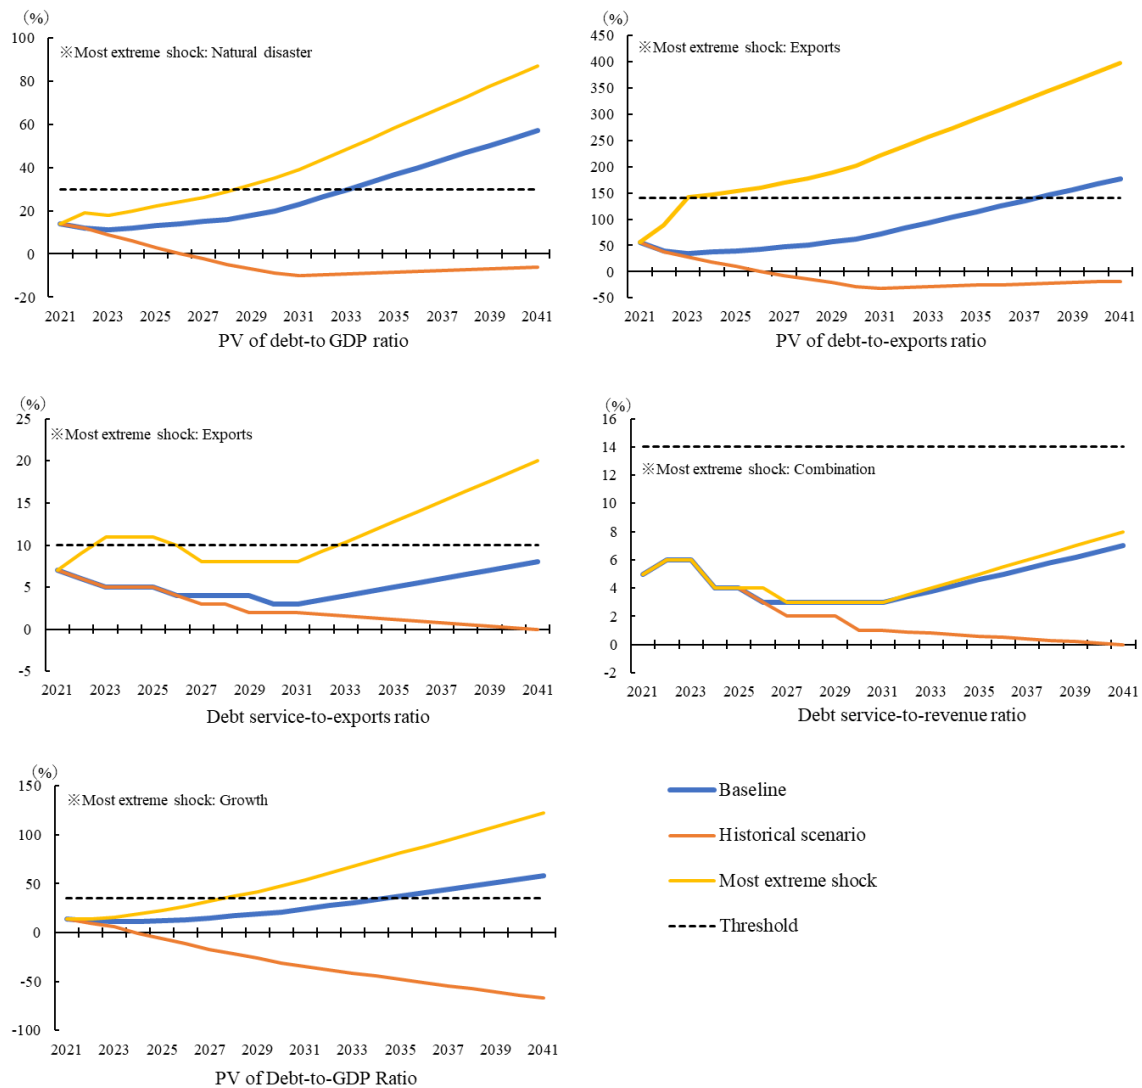 (%)
※Most extreme shock: Natural disaster
100
80
60
40
20
0
-20
2021 2023 2025 2027 2029 2031 2033 2035 2037 2039 2041
PV of debt-to GDP ratio
(%)
※Most extreme shock: Exports
450
400
350
300
250
200
150
100
50
0
-50
2021 2023 2025 2027 2029 2031 2033 2035 2037 2039 2041
PV of debt-to-exports ratio
(%)
※Most extreme shock: Exports
25
20
15
10
5
0
-5
2021 2023 2025 2027 2029 2031 2033 2035 2037 2039 2041
Debt service-to-exports ratio
(%)
※Most extreme shock: Combination
16
14
12
10
8
6
4
2
0
-2
2021 2023 2025 2027 2029 2031 2033 2035 2037 2039 2041
Debt service-to-revenue ratio
(%)
※Most extreme shock: Growth
150
100
50
0
-50
-100
2021 2023 2025 2027 2029 2031 2033 2035 2037 2039 2041
PV of Debt-to-GDP Ratio
Baseline
Historical scenario
Most extreme shock
Threshold